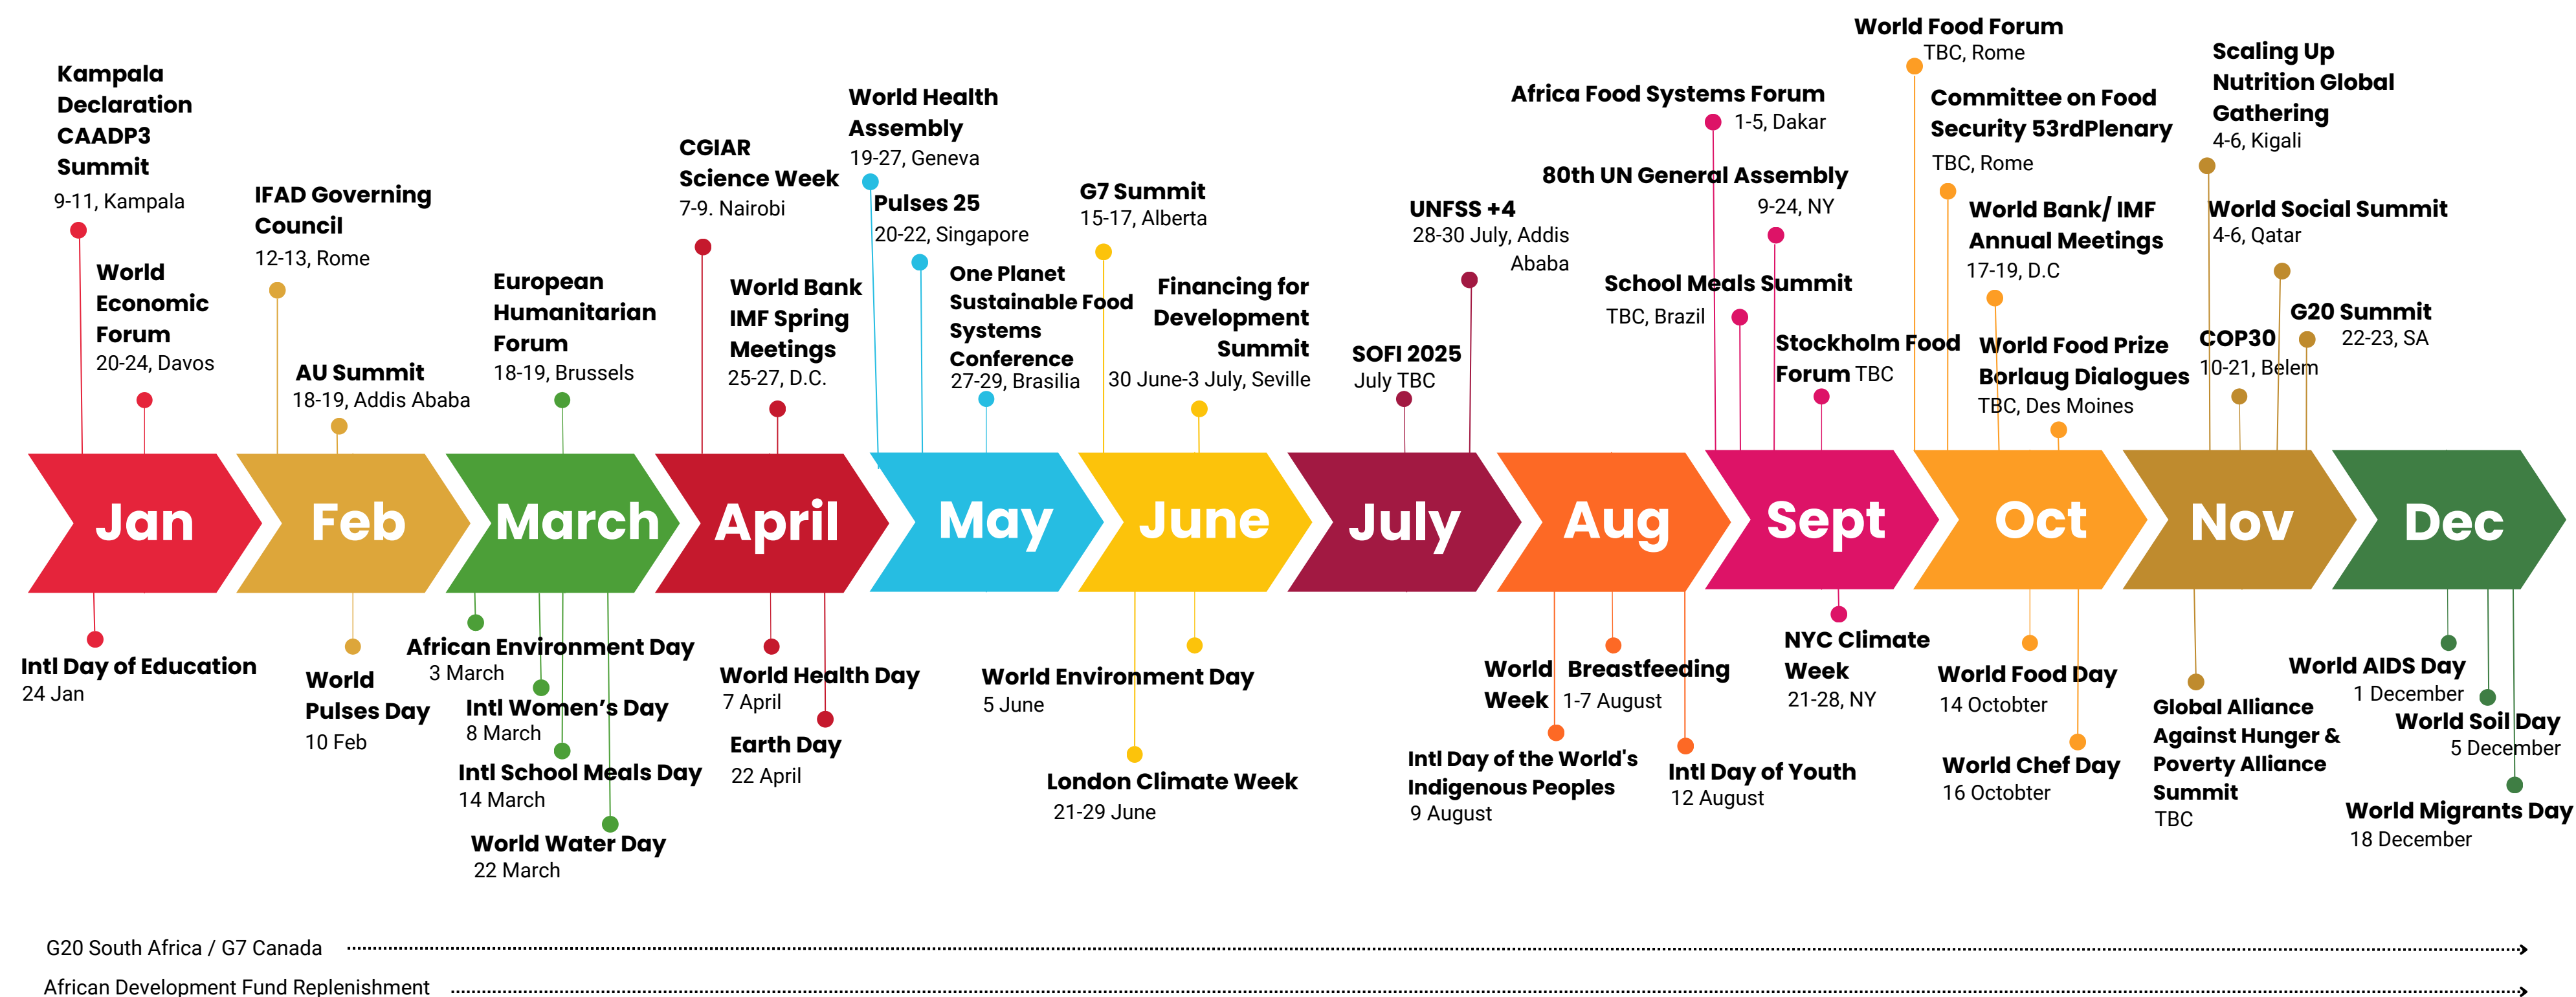 Kampala
Declaration
CAADP3
Summit
9-11, Kampala
World
Economic
Forum
20-24, Davos
IFAD Governing
Council
12-13, Rome
AU Summit
18-19, Addis Ababa
European
Humanitarian
Forum
18-19, Brussels
CGIAR
Science Week
7-9. Nairobi
World Bank
IMF Spring
Meetings
25-27, D.C.
World Health
Assembly
19-27, Geneva
Pulses 25
20-22, Singapore
One Planet
Sustainable Food
Systems
Conference
27-29, Brasilia
G7 Summit
15-17, Alberta
Financing for
Development
Summit
30 June-3 July, Seville
SOFI 2025
July TBC
UNFSS +4
28-30 July, Addis
Ababa
Africa Food Systems Forum
1-5, Dakar
80th UN General Assembly
9-24, NY
School Meals Summit
TBC, Brazil
Stockholm Food
Forum TBC
World Food Forum
TBC, Rome
Committee on Food
Security 53rdPlenary
TBC, Rome
World Bank/ IMF
Annual Meetings
17-19, D.C
World Food Prize
Borlaug Dialogues
TBC, Des Moines
Scaling Up
Nutrition Global
Gathering
4-6, Kigali
World Social Summit
4-6, Qatar
G20 Summit
22-23, SA
COP30
10-21, Belem
Jan
Feb
March
April
May
June
July
Aug
Sept
Oct
Nov
Dec
Intl Day of Education
24 Jan
World
Pulses Day
10 Feb
African Environment Day
3 March
Intl Women's Day
8 March
Intl School Meals Day
14 March
World Water Day
22 March
World Health Day
7 April
Earth Day
22 April
World Environment Day
5 June
London Climate Week
21-29 June
World Breastfeeding
Week 1-7 August
Intl Day of the World's
Indigenous Peoples
9 August
Intl Day of Youth
12 August
NYC Climate
Week
21-28, NY
World Food Day
14 Octobter
World Chef Day
16 Octobter
Global Alliance
Against Hunger &
Poverty Alliance
Summit
TBC
World AIDS Day
1 December
World Soil Day
5 December
World Migrants Day
18 December
G20 South Africa / G7 Canada
African Development Fund Replenishment